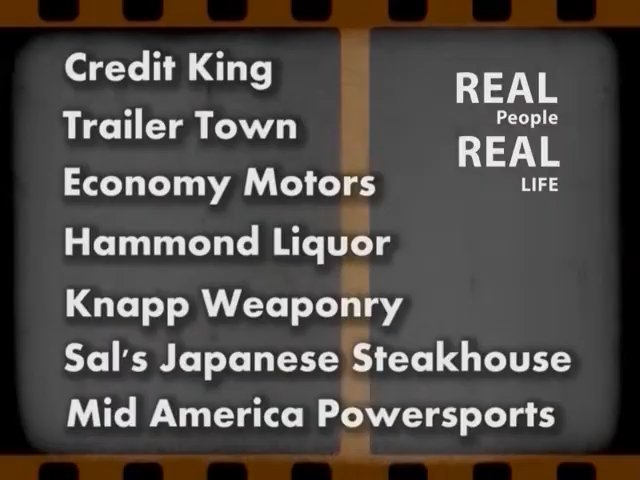 Credit King
Trailer Town
Economy Motors
Hammond Liquor
Knapp Weaponry
Sal's Japanese Steakhouse
Mid America Powersports
REAL
People
REAL
LIFE